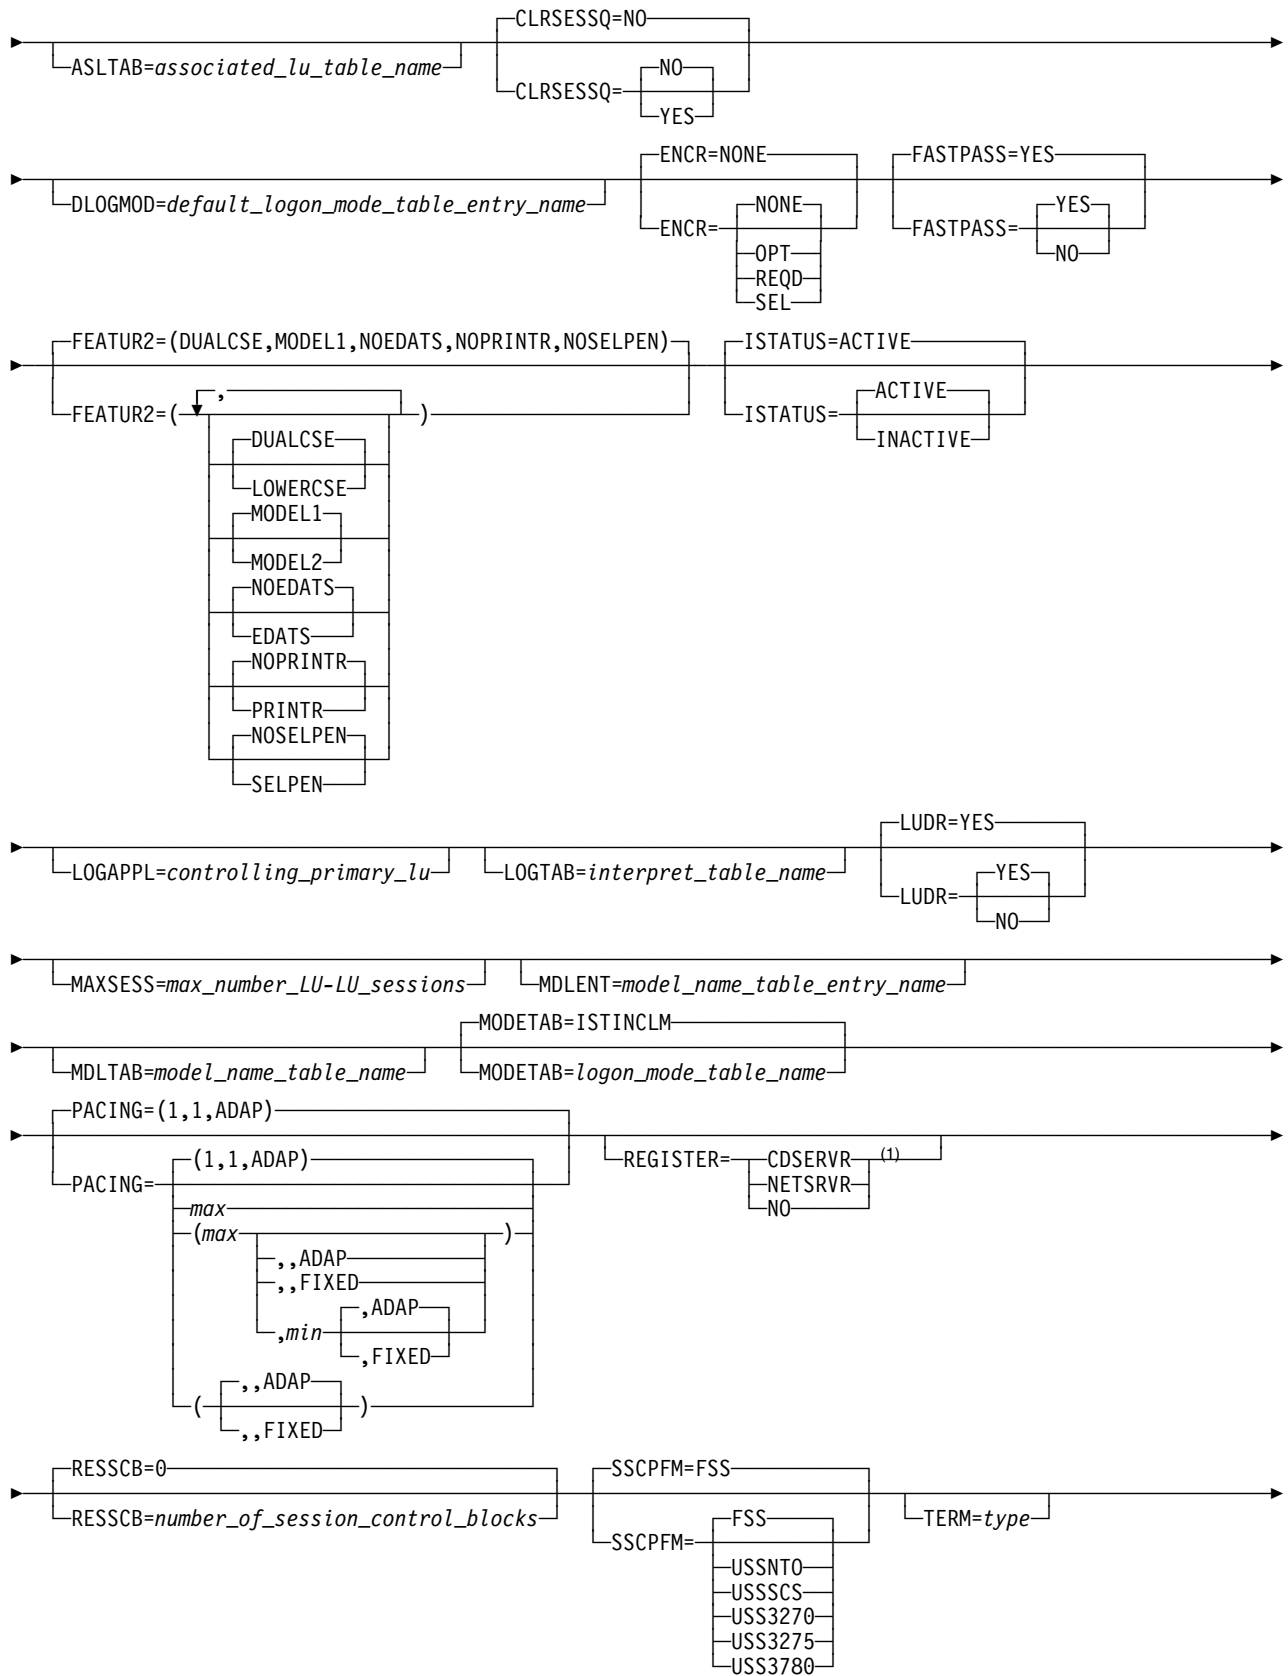 CLRSESSQ=NO
ASLTAB=associated_lu_table_name
CLRSESSQ=
NO
YES
ENCR=NONE
FASTPASS=YES
DLOGMOD=default_logon_mode_table_entry_name
ENCR=
NONE
OPT
REQD
SEL
FASTPASS=
YES
NO
FEATUR2=(DUALCSE,MODEL1,NOEDATS,NOPRINTR,NOSELPEN)
ISTATUS=ACTIVE
FEATUR2=(
,
)
DUALCSE
LOWERCSE
MODEL1
MODEL2
NOEDATS
EDATS
NOPRINTR
PRINTR
NOSELPEN
SELPEN
ISTATUS=
ACTIVE
INACTIVE
LUDR=YES
LOGAPPL=controlling_primary_lu
LOGTAB=interpret_table_name
LUDR=
YES
NO
MAXSESS=max_number_LU-LU_sessions
MDLENT=model_name_table_entry_name
MODETAB=ISTINCLM
MDLTAB=model_name_table_name
MODETAB=logon_mode_table_name
PACING=(1,1,ADAP)
PACING=
(1,1,ADAP)
max
(max
)
,,ADAP
,,FIXED
,min
,ADAP
,FIXED
(
,,ADAP
)
,,FIXED
REGISTER=
CDSERVR
(1)
NETSRVR
NO
RESSCB=0
SSCPFM=FSS
RESSCB=number_of_session_control_blocks
SSCPFM=
FSS
USSNTO
USSSCS
USS3270
USS3275
USS3780
TERM=type